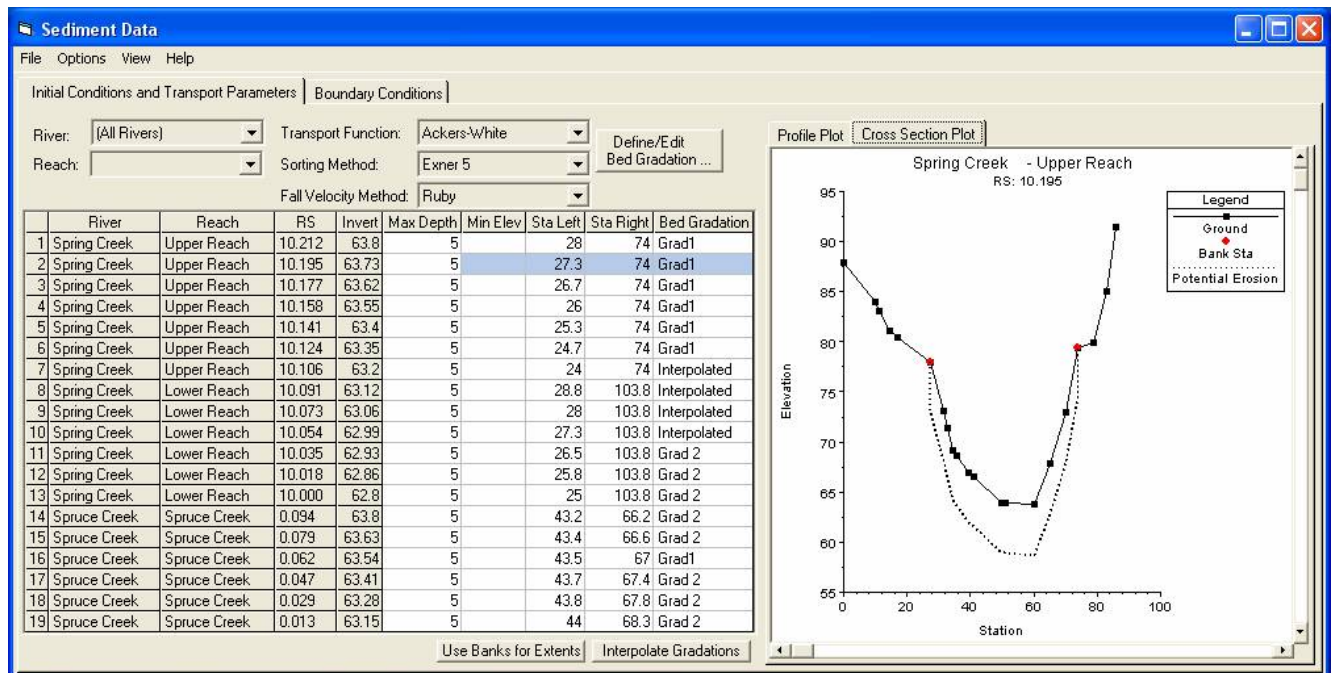 Sediment Data
File Options View Help
Initial Conditions and Transport Parameters Boundary Conditions
River: (All Rivers) Transport Function: Ackers-White Define/Edit Bed Gradation ...
Reach: Sorting Method: Exner 5
Fall Velocity Method: Ruby
River Reach RS Invert Max Depth Min Elev Sta Left Sta Right Bed Gradation
1 Spring Creek Upper Reach 10.212 63.8 5 28 74 Grad1
2 Spring Creek Upper Reach 10.195 63.73 5 27.3 74 Grad1
3 Spring Creek Upper Reach 10.177 63.62 5 26.7 74 Grad1
4 Spring Creek Upper Reach 10.158 63.55 5 26 74 Grad1
5 Spring Creek Upper Reach 10.141 63.4 5 25.3 74 Grad1
6 Spring Creek Upper Reach 10.124 63.35 5 24.7 74 Grad1
7 Spring Creek Upper Reach 10.106 63.2 5 24 74 Interpolated
8 Spring Creek Lower Reach 10.091 63.12 5 28.8 103.8 Interpolated
9 Spring Creek Lower Reach 10.073 63.06 5 28 103.8 Interpolated
10 Spring Creek Lower Reach 10.054 62.99 5 27.3 103.8 Interpolated
11 Spring Creek Lower Reach 10.035 62.93 5 26.5 103.8 Grad 2
12 Spring Creek Lower Reach 10.018 62.86 5 25.8 103.8 Grad 2
13 Spring Creek Lower Reach 10.000 62.8 5 25 103.8 Grad 2
14 Spruce Creek Spruce Creek 0.094 63.8 5 43.2 66.2 Grad 2
15 Spruce Creek Spruce Creek 0.079 63.63 5 43.4 66.6 Grad 2
16 Spruce Creek Spruce Creek 0.062 63.54 5 43.5 67 Grad1
17 Spruce Creek Spruce Creek 0.047 63.41 5 43.7 67.4 Grad 2
18 Spruce Creek Spruce Creek 0.029 63.28 5 43.8 67.8 Grad 2
19 Spruce Creek Spruce Creek 0.013 63.15 5 44 68.3 Grad 2
Use Banks for Extents Interpolate Gradations
Profile Plot Cross Section Plot
Spring Creek - Upper Reach
RS: 10.195
Legend
Ground
Bank Sta
Potential Erosion
Elevation
95
90
85
80
75
70
65
60
55
0 20 40 60 80 100
Station